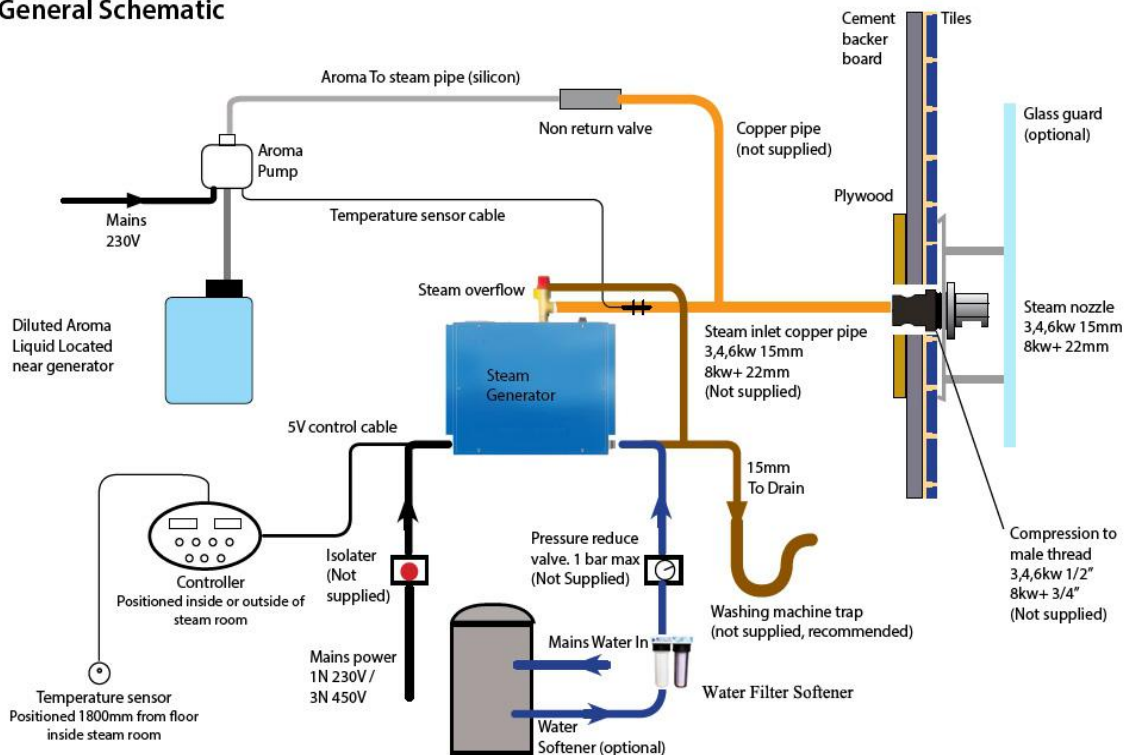 General Schematic
Cement
backer
board
Tiles
Aroma To steam pipe (silicon)
Non return valve
Copper pipe
(not supplied)
Glass guard
(optional)
Aroma
Pump
Plywood
Mains
230V
Temperature sensor cable
Steam overflow
Diluted Aroma
Liquid Located
near generator
Steam
Generator
Steam inlet copper pipe
3,4,6kw 15mm
8kw+ 22mm
(Not supplied)
Steam nozzle
3,4,6kw 15mm
8kw+ 22mm
5V control cable
15mm
To Drain
Controller
Positioned inside or outside of
steam room
Isolater
(Not
supplied)
Pressure reduce
valve. 1 bar max
(Not Supplied)
Compression to
male thread
3,4,6kw 1/2”
8kw+ 3/4”
(Not supplied)
Washing machine trap
(not supplied, recommended)
Mains Water In
Mains power
1N 230V /
3N 450V
Water Filter Softener
Temperature sensor
Positioned 1800mm from floor
inside steam room
Water
Softener (optional)